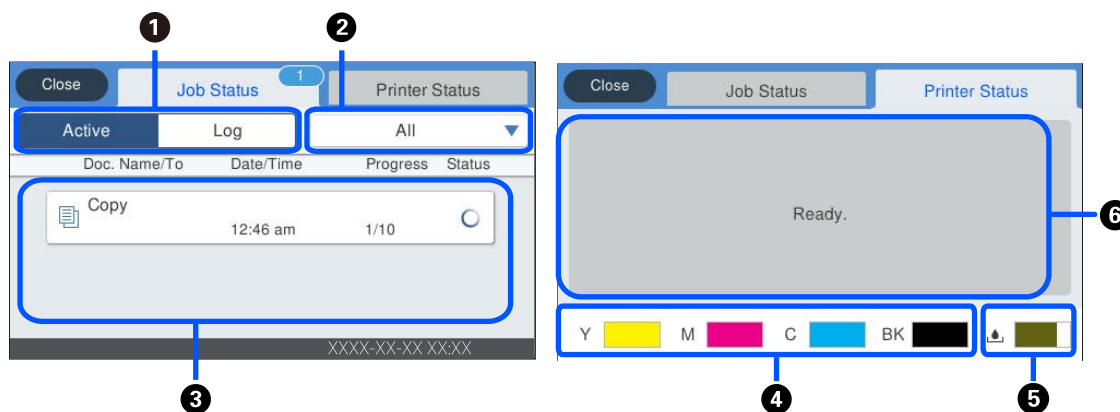 1 2
Close Job Status 1 Printer Status
Active Log All
Doc. Name/To Date/Time Progress Status
Copy
12:46 am 1/10
XXXX-XX-XX XX:XX
3
Close Job Status Printer Status
Ready.
6
Y M C BK
4 5